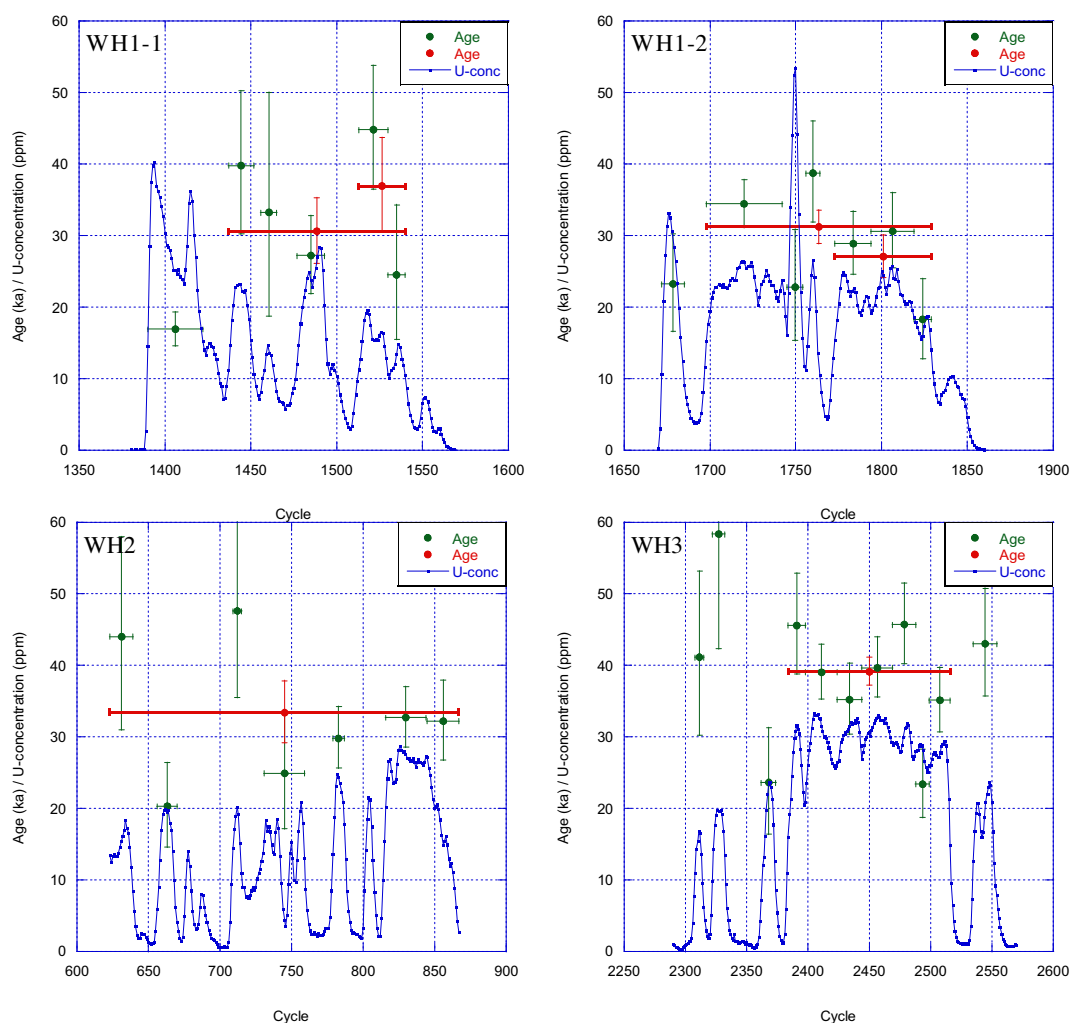 WH1-1
Age
Age
U-conc
Age (ka) / U-concentration (ppm)
60
50
40
30
20
10
0
1350 1400 1450 1500 1550 1600
Cycle
WH1-2
Age
Age
U-conc
Age (ka) / U-concentration (ppm)
60
50
40
30
20
10
0
1650 1700 1750 1800 1850 1900
Cycle
WH2
Age
Age
U-conc
Age (ka) / U-concentration (ppm)
60
50
40
30
20
10
0
600 650 700 750 800 850 900
Cycle
WH3
Age
Age
U-conc
Age (ka) / U-concentration (ppm)
60
50
40
30
20
10
0
2250 2300 2350 2400 2450 2500 2550 2600
Cycle